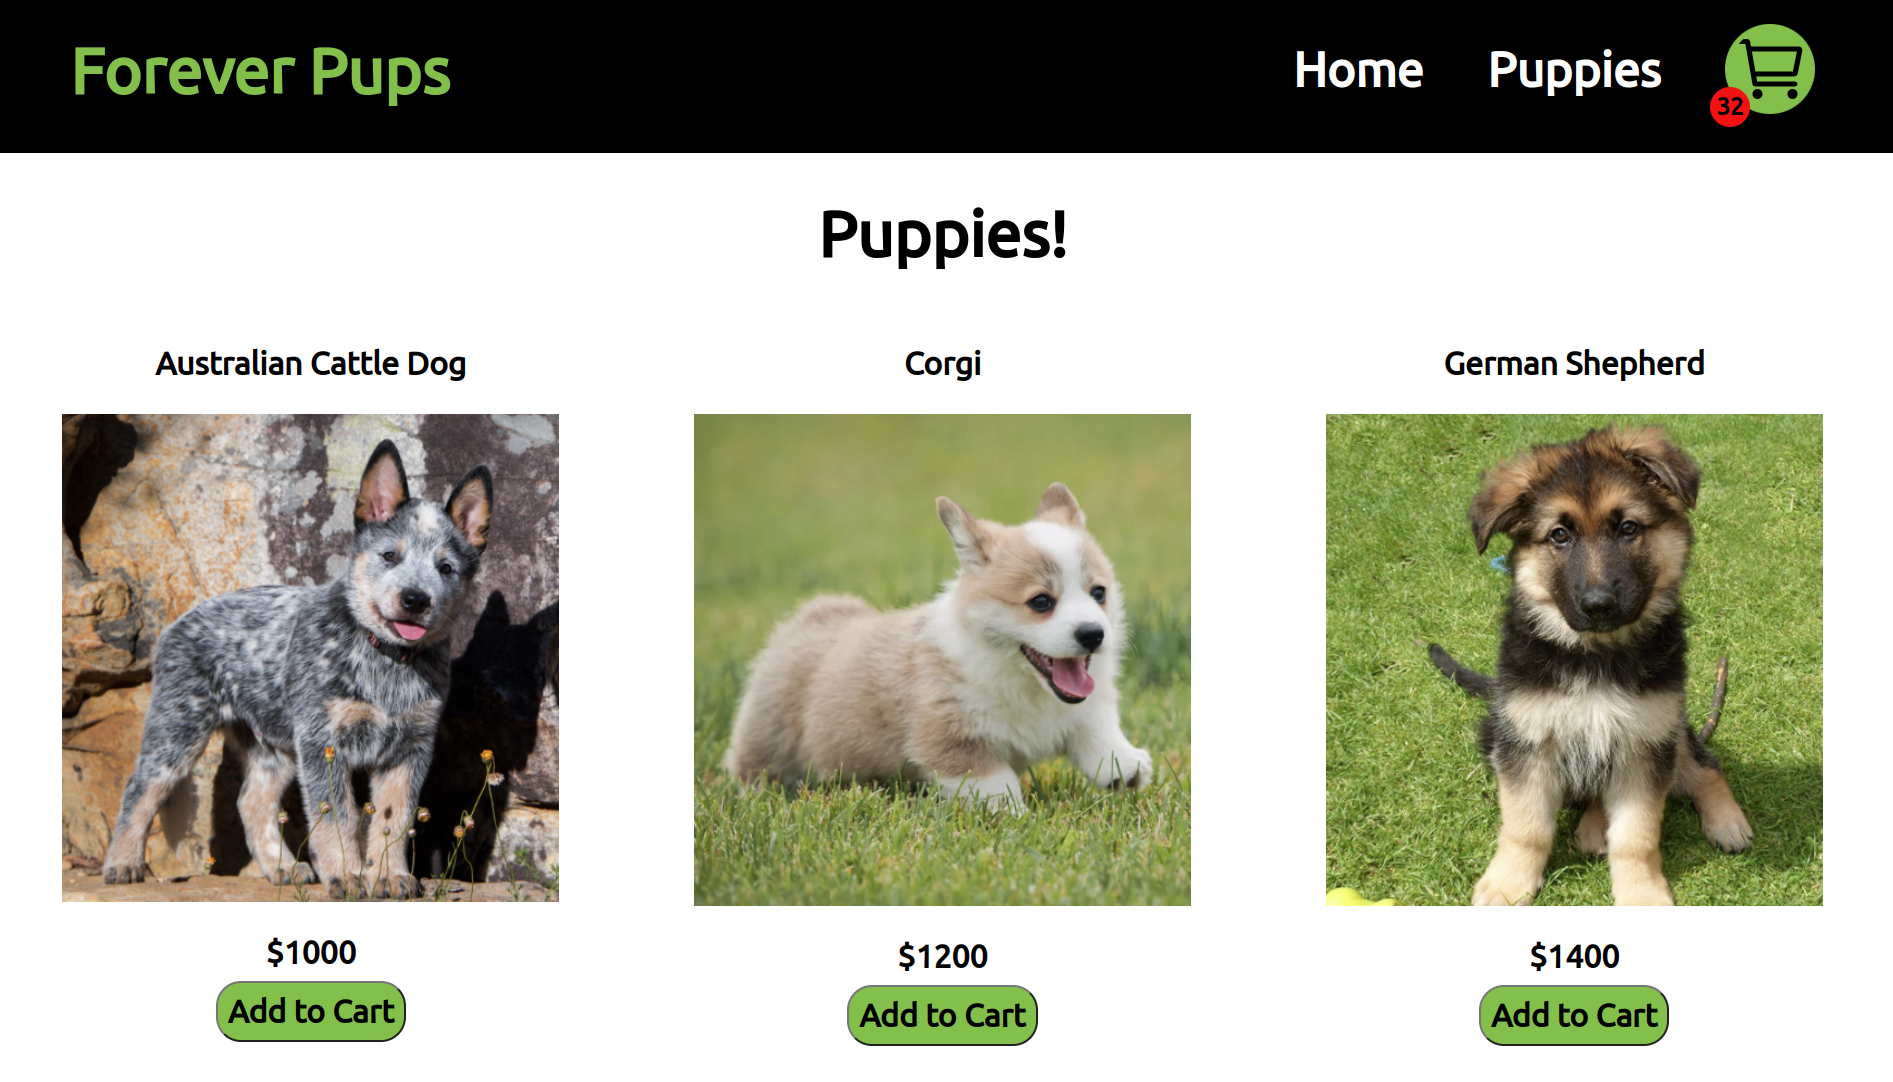 Forever Pups
Home
Puppies
32
Puppies!
Australian Cattle Dog
Corgi
German Shepherd
$1000
$1200
$1400
Add to Cart
Add to Cart
Add to Cart